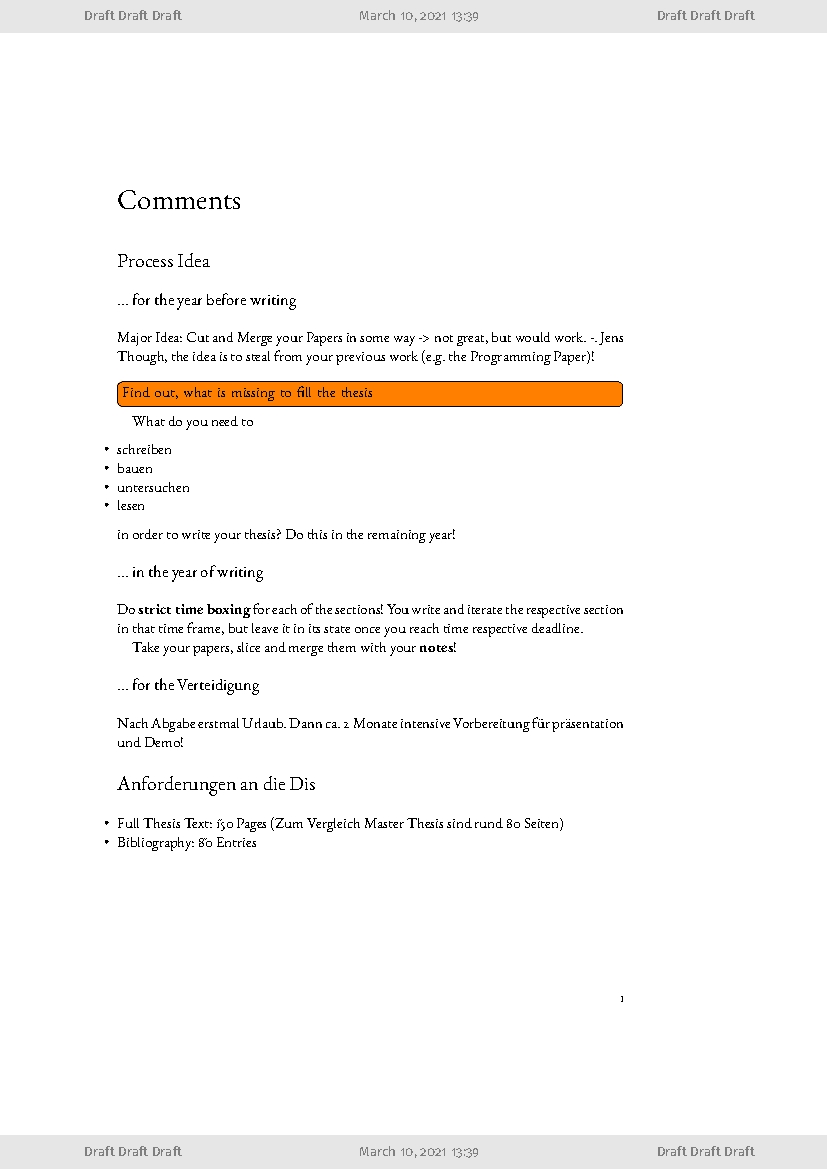 Draft Draft Draft March 10, 2021 13:39 Draft Draft Draft
Comments
Process Idea
... for the year before writing
Major Idea: Cut and Merge your Papers in some way -> not great, but would work. -. Jens
Though, the idea is to steal from your previous work (e.g. the Programming Paper)!
Find out, what is missing to fill the thesis
What do you need to
• schreiben
• bauen
• untersuchen
• lesen
in order to write your thesis? Do this in the remaining year!
... in the year of writing
Do strict time boxing for each of the sections! You write and iterate the respective section
in that time frame, but leave it in its state once you reach time respective deadline.
Take your papers, slice and merge them with your notes!
... for the Verteidigung
Nach Abgabe erstmal Urlaub. Dann ca. 2 Monate intensive Vorbereitung für präsentation
und Demo!
Anforderungen an die Dis
• Full Thesis Text: 150 Pages (Zum Vergleich Master Thesis sind rund 80 Seiten)
• Bibliography: 80 Entries
1
Draft Draft Draft March 10, 2021 13:39 Draft Draft Draft